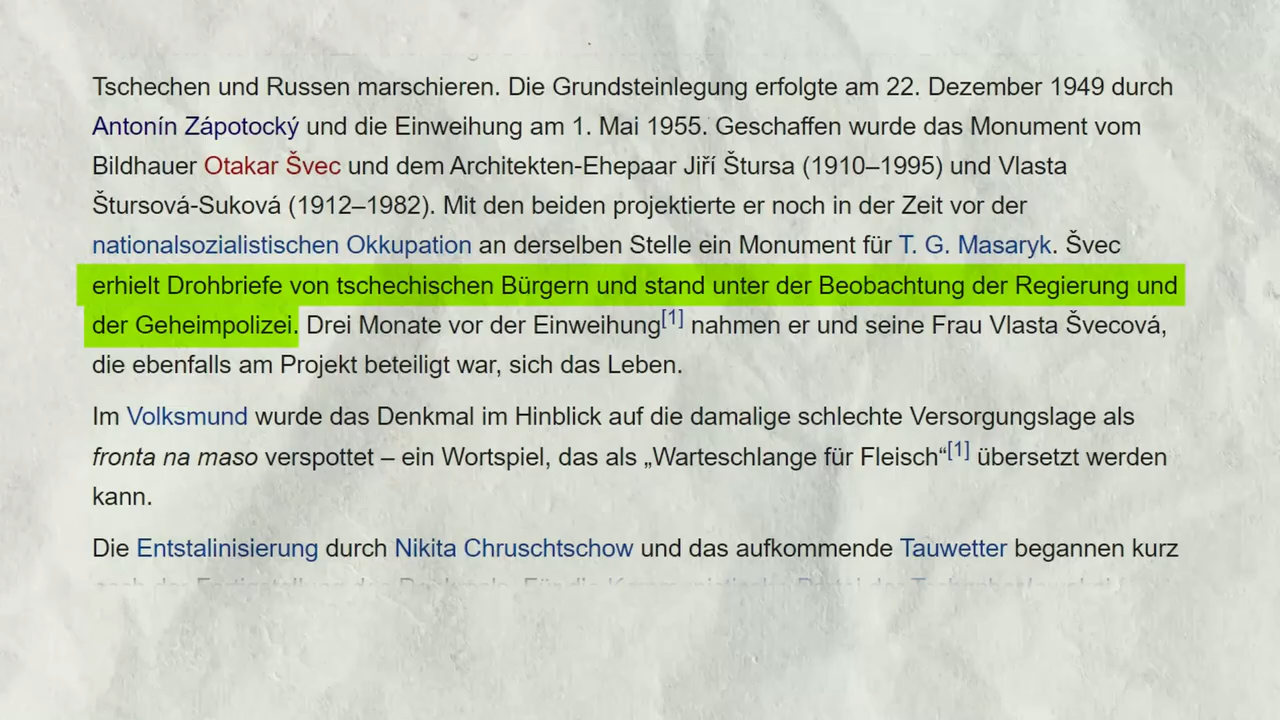 Tschechen und Russen marschieren. Die Grundsteinlegung erfolgte am 22. Dezember 1949 durch
Antonín Zápotocký und die Einweihung am 1. Mai 1955. Geschaffen wurde das Monument vom
Bildhauer Otakar Švec und dem Architekten-Ehepaar Jiří Štursa (1910–1995) und Vlasta
Štursová-Suková (1912–1982). Mit den beiden projektierte er noch in der Zeit vor der
nationalsozialistischen Okkupation an derselben Stelle ein Monument für T. G. Masaryk. Švec
erhielt Drohbriefe von tschechischen Bürgern und stand unter der Beobachtung der Regierung und
der Geheimpolizei. Drei Monate vor der Einweihung[1] nahmen er und seine Frau Vlasta Švecová,
die ebenfalls am Projekt beteiligt war, sich das Leben.
Im Volksmund wurde das Denkmal im Hinblick auf die damalige schlechte Versorgungslage als
fronta na maso verspottet – ein Wortspiel, das als „Warteschlange für Fleisch“[1] übersetzt werden
kann.
Die Entstalinisierung durch Nikita Chruschtschow und das aufkommende Tauwetter begannen kurz